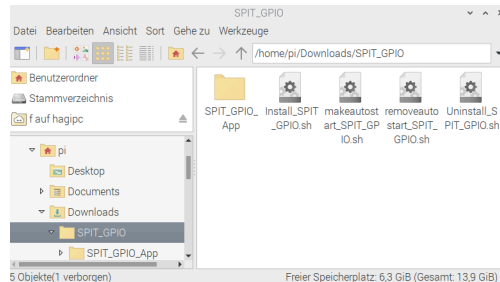 SPIT_GPIO
Datei Bearbeiten Ansicht Sort Gehe zu Werkzeuge
/home/pi/Downloads/SPIT_GPIO
Benutzerordner
Stammverzeichnis
f auf hagipc
pi
Desktop
Documents
Downloads
SPIT_GPIO
SPIT_GPIO_App
SPIT_GPIO_
App
Install_SPIT
_GPIO.sh
makeautost
art_SPIT_GP
IO.sh
removeauto
start_SPIT_
GPIO.sh
Uninstall_S
PIT_GPIO.sh
5 Objekte(1 verborgen)
Freier Speicherplatz: 6,3 GiB (Gesamt: 13,9 GiB)